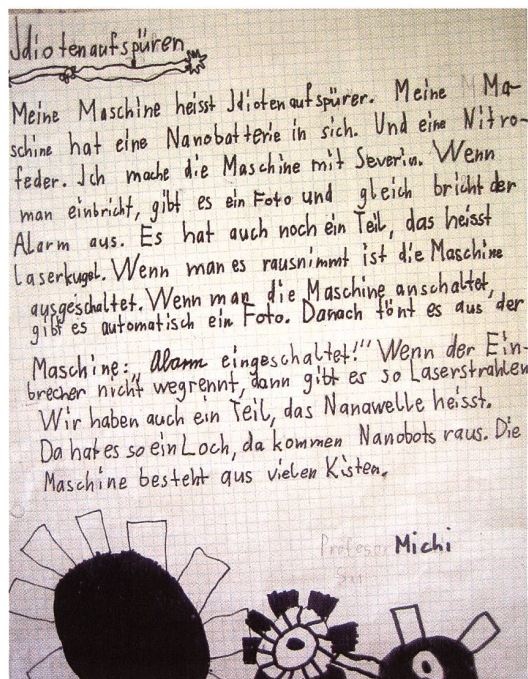 Idiotenaufspüren
Meine Maschine heisst Idiotenaufspürer. Meine M Ma-
schine hat eine Nanobatterie in sich. Und eine Nitro-
feder. Ich mache die Maschine mit Severin. Wenn
man einbricht, gibt es ein Foto und gleich bricht der
Alarm aus. Es hat auch noch ein Teil, das heisst
Laserkugel. Wenn man es rausnimmt ist die Maschine
ausgeschaltet. Wenn man die Maschine anschaltet,
gibt es automatisch ein Foto. Danach tönt es aus der
Maschine: „Alarm eingeschaltet!" Wenn der Ein-
brecher nicht wegrennt, dann gibt es so Laserstrahlen
Wir haben auch ein Teil, das Nanawelle heisst.
Da hat es so ein Loch, da kommen Nanobots raus. Die
Maschine besteht aus vielen Kisten.
Profesor Michi